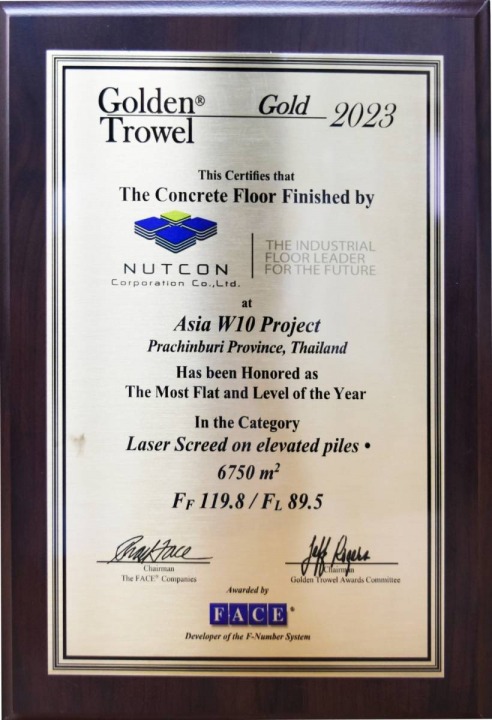 Golden® Gold 2023
Trowel
This Certifies that
The Concrete Floor Finished by
NUTCON
Corporation Co.,Ltd.
THE INDUSTRIAL
FLOOR LEADER
FOR THE FUTURE
at
Asia W10 Project
Prachinburi Province, Thailand
Has been Honored as
The Most Flat and Level of the Year
In the Category
Laser Screed on elevated piles •
6750 m²
FF 119.8 / FL 89.5
Chairman
The FACE® Companies
Jeff Rogers
Chairman
Golden Trowel Awards Committee
Awarded by
FACE®
Developer of the F-Number System